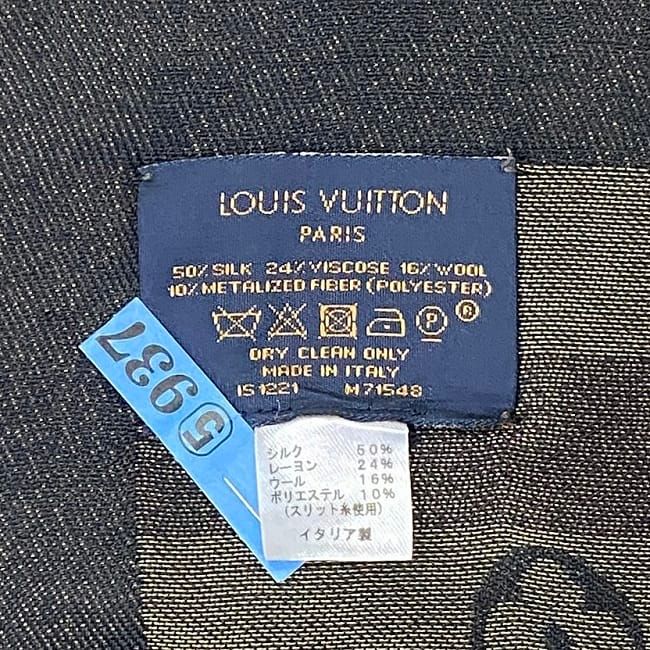 LOUIS VUITTON
PARIS
50% SILK 24% VISCOSE 16% WOOL
10% METALIZED FIBER (POLYESTER)
P ®
DRY CLEAN ONLY
MADE IN ITALY
IS1221 M71548
⑤937
シルク 50%
レーヨン 24%
ウール 16%
ポリエステル 10%
(スリット糸使用)
イタリア製